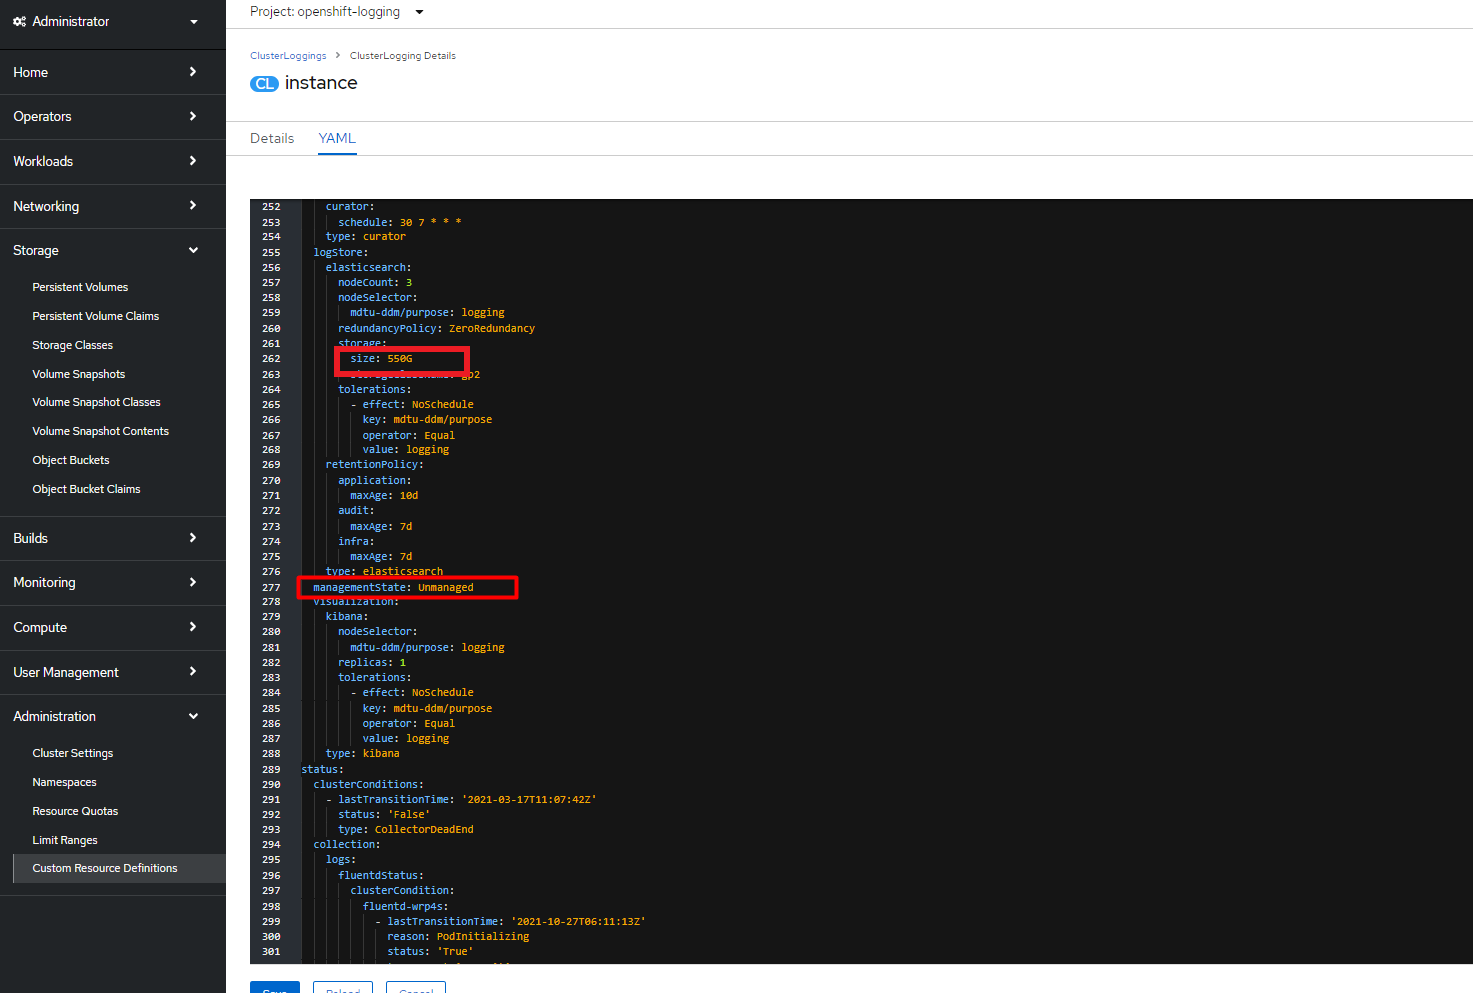 Administrator
Home
Operators
Workloads
Networking
Storage
Persistent Volumes
Persistent Volume Claims
Storage Classes
Volume Snapshots
Volume Snapshot Classes
Volume Snapshot Contents
Object Buckets
Object Bucket Claims
Builds
Monitoring
Compute
User Management
Administration
Cluster Settings
Namespaces
Resource Quotas
Limit Ranges
Custom Resource Definitions
Project: openshift-logging
ClusterLoggings > ClusterLogging Details
CL instance
Details YAML
252 curator:
253 schedule: 30 7 * * *
254 type: curator
255 logStore:
256 elasticsearch:
257 nodeCount: 3
258 nodeSelector:
259 mdtu-ddm/purpose: logging
260 redundancyPolicy: ZeroRedundancy
261 storage:
262 size: 550G
263 gp2
264 tolerations:
265 - effect: NoSchedule
266 key: mdtu-ddm/purpose
267 operator: Equal
268 value: logging
269 retentionPolicy:
270 application:
271 maxAge: 10d
272 audit:
273 maxAge: 7d
274 infra:
275 maxAge: 7d
276 type: elasticsearch
277 managementState: Unmanaged
278 visualization:
279 kibana:
280 nodeSelector:
281 mdtu-ddm/purpose: logging
282 replicas: 1
283 tolerations:
284 - effect: NoSchedule
285 key: mdtu-ddm/purpose
286 operator: Equal
287 value: logging
288 type: kibana
289 status:
290 clusterConditions:
291 - lastTransitionTime: '2021-03-17T11:07:42Z'
292 status: 'False'
293 type: CollectorDeadEnd
294 collection:
295 logs:
296 fluentdStatus:
297 clusterCondition:
298 fluentd-wrp4s:
299 - lastTransitionTime: '2021-10-27T06:11:13Z'
300 reason: PodInitializing
301 status: 'True'
Save Reload Cancel